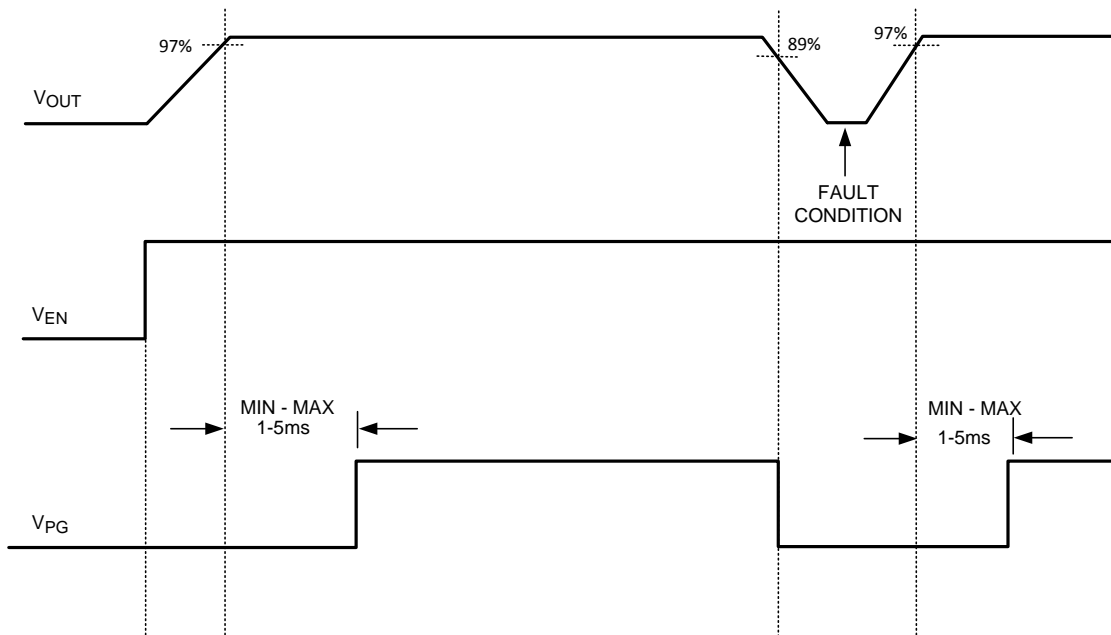 97%
89%
97%
VOUT
FAULT
CONDITION
VEN
MIN - MAX
1-5ms
MIN - MAX
1-5ms
VPG